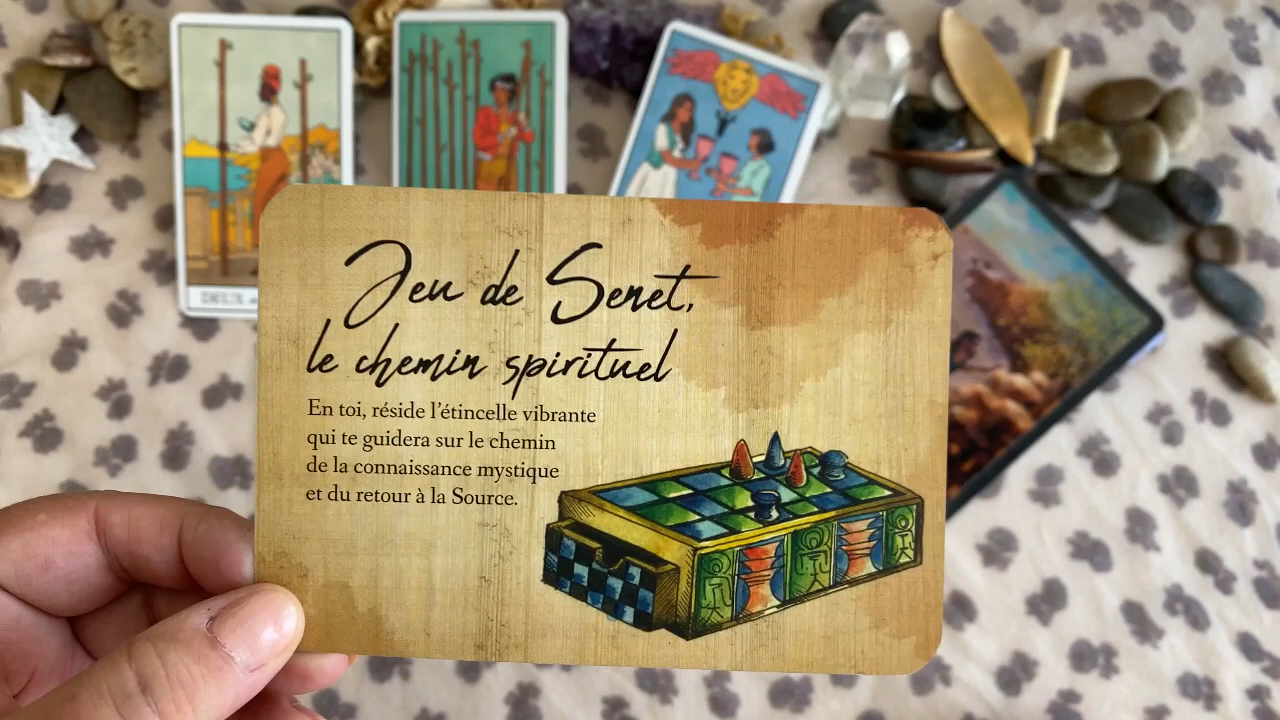 Jeu de Senet,
le chemin spirituel
En toi, réside l'étincelle vibrante
qui te guidera sur le chemin
de la connaissance mystique
et du retour à la Source.